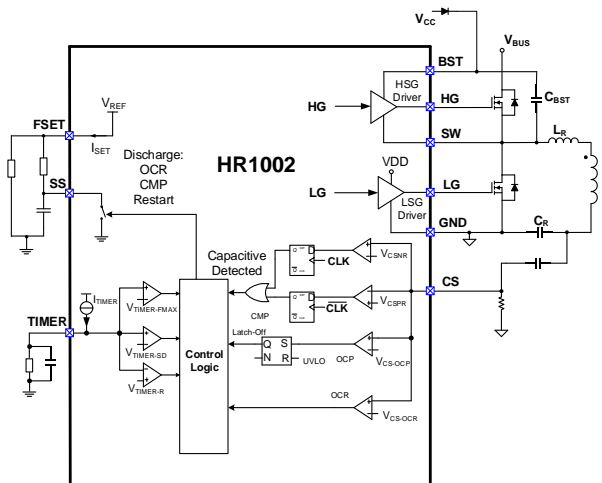 VCC
VBUS
BST
HSG
Driver
HG
HG
CBST
VREF
FSET
ISET
SW
LR
Discharge:
OCR
CMP
Restart
HR1002
VDD
SS
LG
LG
LSG
Driver
GND
CR
Capacitive
Detected
Q
D
Q
CLK
VCSNR
CS
ITIMER
VTIMER-FMAX
Q
D
Q
CMP
CLK
VCSPR
TIMER
Latch-Off
VTIMER-SD
Control
Logic
Q S
N R
UVLO
OCP
VCS-OCP
VTIMER-R
OCR
VCS-OCR